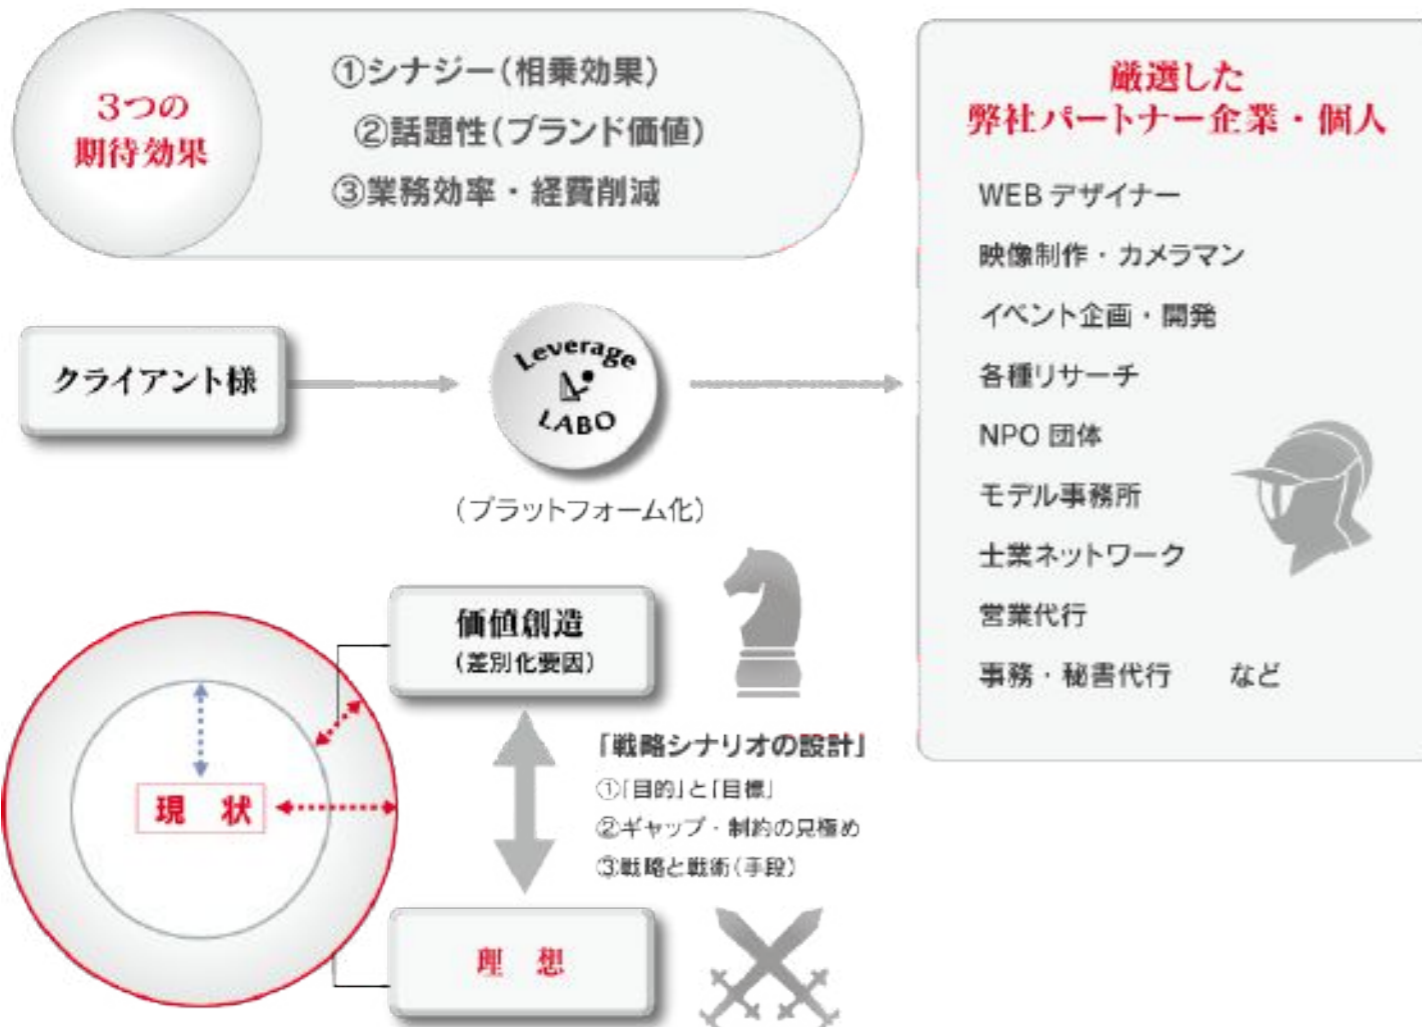 3つの
期待効果
①シナジー(相乗効果)
②話題性(ブランド価値)
③業務効率・経費削減
厳選した
弊社パートナー企業・個人
WEB デザイナー
映像制作・カメラマン
イベント企画・開発
各種リサーチ
NPO 団体
モデル事務所
士業ネットワーク
営業代行
事務・秘書代行 など
クライアント様
Leverage
LABO
(プラットフォーム化)
価値創造
(差別化要因)
現 状
「戦略シナリオの設計」
①「目的」と「目標」
②ギャップ・制約の見極め
③戦略と戦術(手段)
理 想